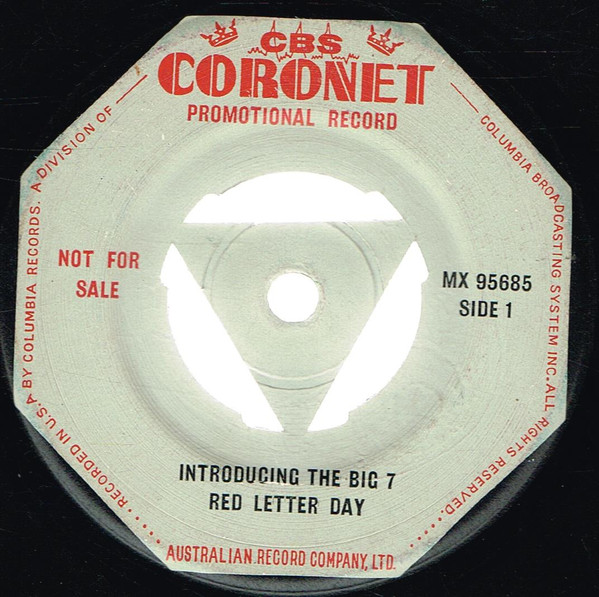 CBS
CORONET
PROMOTIONAL RECORD
NOT FOR
SALE
MX 95685
SIDE 1
INTRODUCING THE BIG 7
RED LETTER DAY
AUSTRALIAN RECORD COMPANY, LTD.
RECORDED IN U.S.A BY COLUMBIA RECORDS. A DIVISION OF — COLUMBIA BROADCASTING SYSTEM INC. ALL RIGHTS RESERVED.